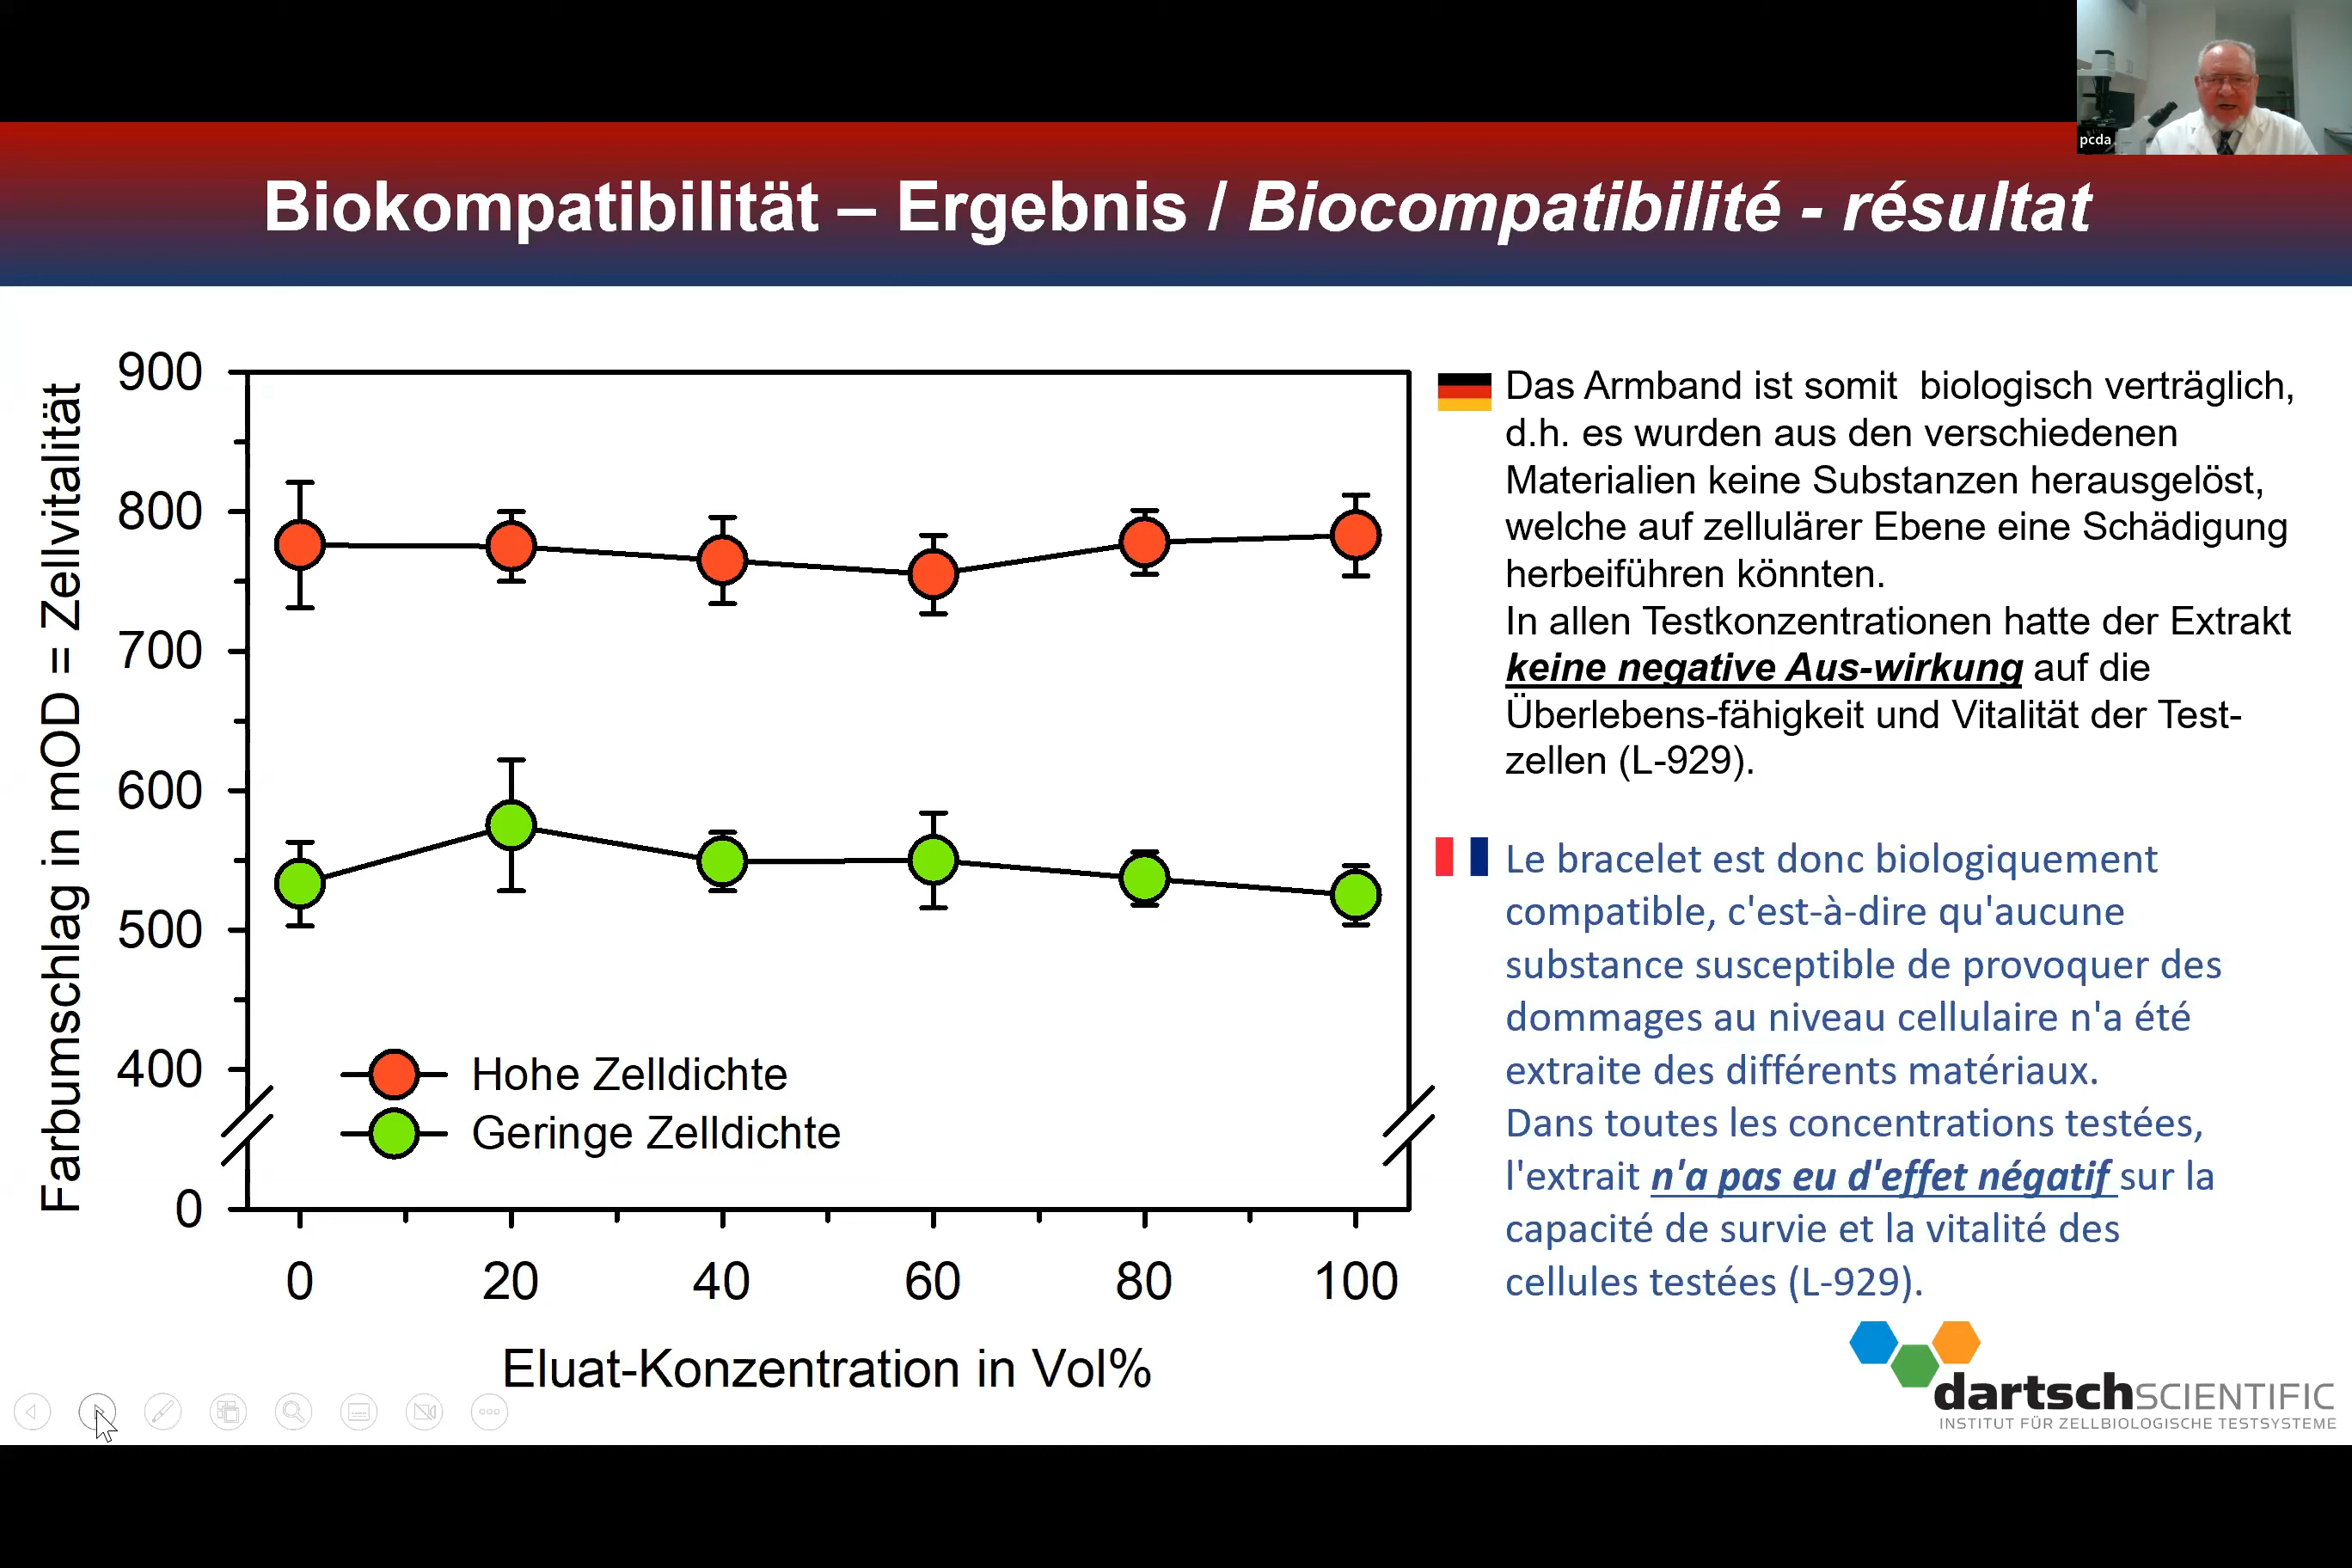 pcda
Biokompatibilität – Ergebnis / Biocompatibilité - résultat
Farbumschlag in mOD = Zellvitalität
900
800
700
600
500
400
0
Hohe Zelldichte
Geringe Zelldichte
0 20 40 60 80 100
Eluat-Konzentration in Vol%
Das Armband ist somit biologisch verträglich,
d.h. es wurden aus den verschiedenen
Materialien keine Substanzen herausgelöst,
welche auf zellulärer Ebene eine Schädigung
herbeiführen könnten.
In allen Testkonzentrationen hatte der Extrakt
keine negative Aus-wirkung auf die
Überlebens-fähigkeit und Vitalität der Test-
zellen (L-929).
Le bracelet est donc biologiquement
compatible, c'est-à-dire qu'aucune
substance susceptible de provoquer des
dommages au niveau cellulaire n'a été
extraite des différents matériaux.
Dans toutes les concentrations testées,
l'extrait n'a pas eu d'effet négatif sur la
capacité de survie et la vitalité des
cellules testées (L-929).
dartschSCIENTIFIC
INSTITUT FÜR ZELLBIOLOGISCHE TESTSYSTEME